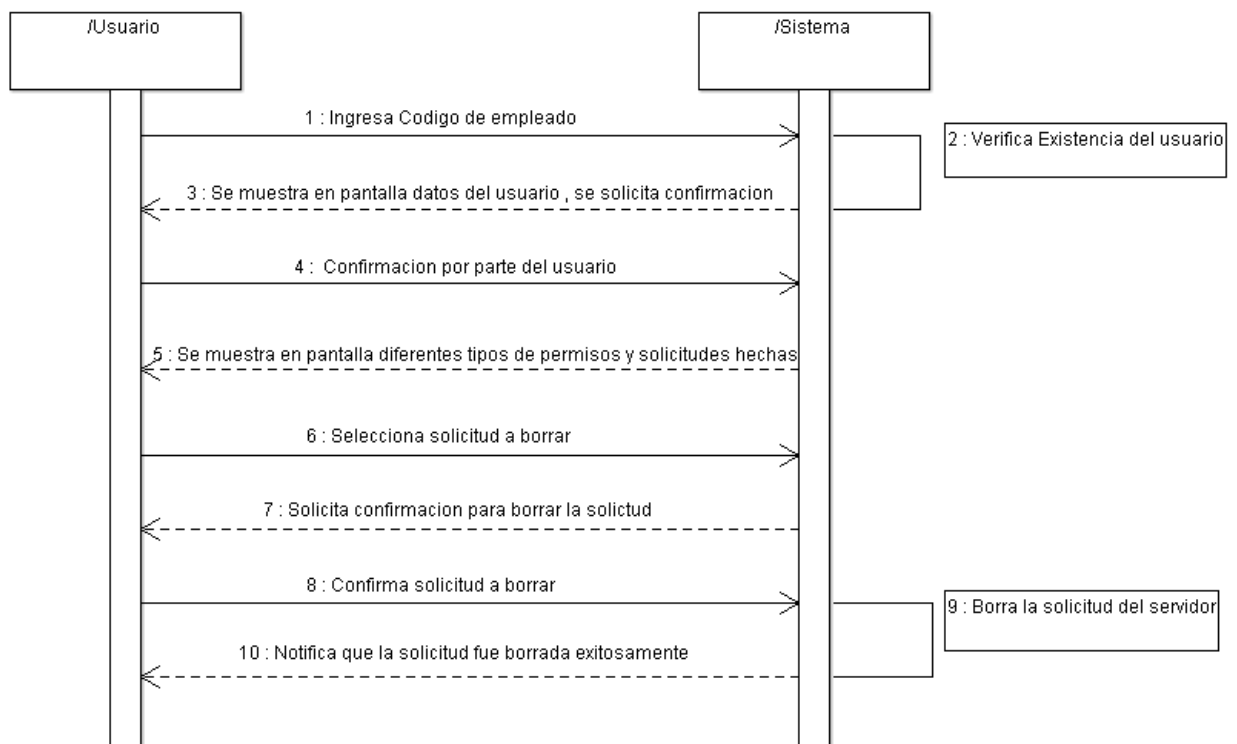 /Usuario
/Sistema
1 : Ingresa Codigo de empleado
2 : Verifica Existencia del usuario
3 : Se muestra en pantalla datos del usuario , se solicita confirmacion
4 :  Confirmacion por parte del usuario
5 : Se muestra en pantalla diferentes tipos de permisos y solicitudes hechas
6 : Selecciona solicitud a borrar
7 : Solicita confirmacion para borrar la solictud
8 : Confirma solicitud a borrar
9 : Borra la solicitud del servidor
10 : Notifica que la solicitud fue borrada exitosamente